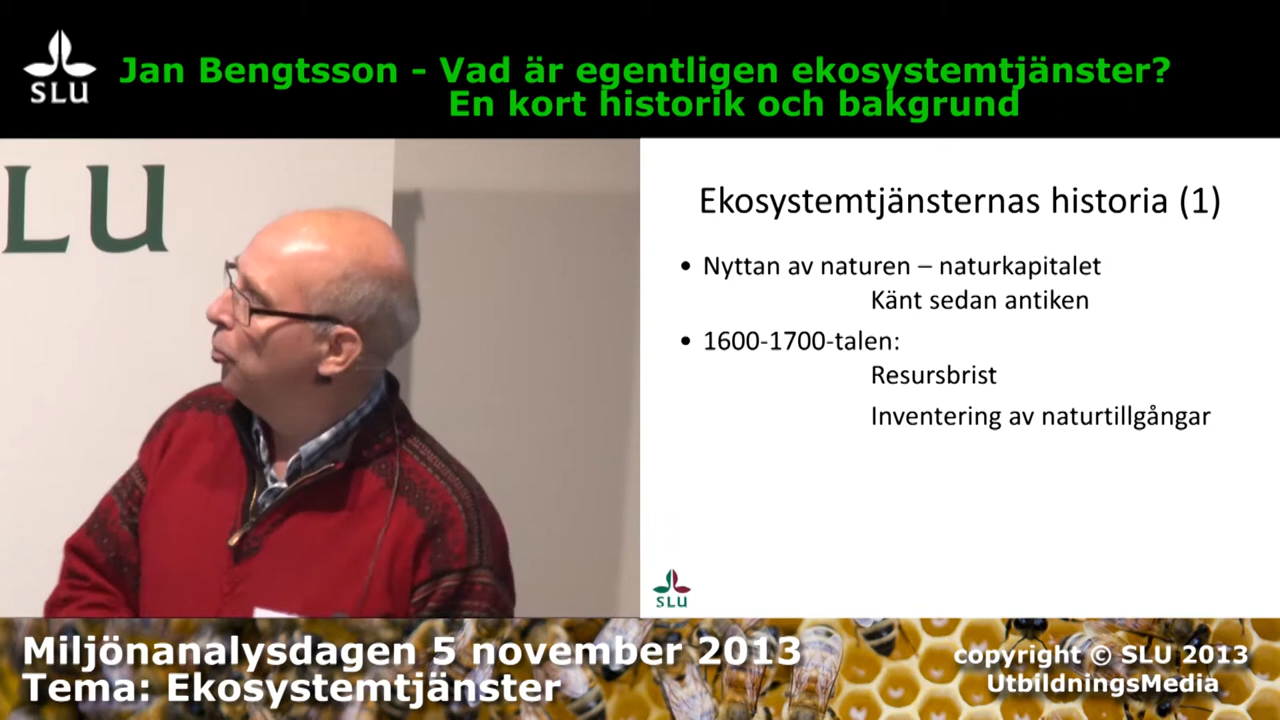 SLU
Jan Bengtsson - Vad är egentligen ekosystemtjänster?
En kort historik och bakgrund
SLU
Ekosystemtjänsternas historia (1)
• Nyttan av naturen – naturkapitalet
Känt sedan antiken
• 1600-1700-talen:
Resursbrist
Inventering av naturtillgångar
SLU
Miljönanalysdagen 5 november 2013
Tema: Ekosystemtjänster
copyright © SLU 2013
UtbildningsMedia